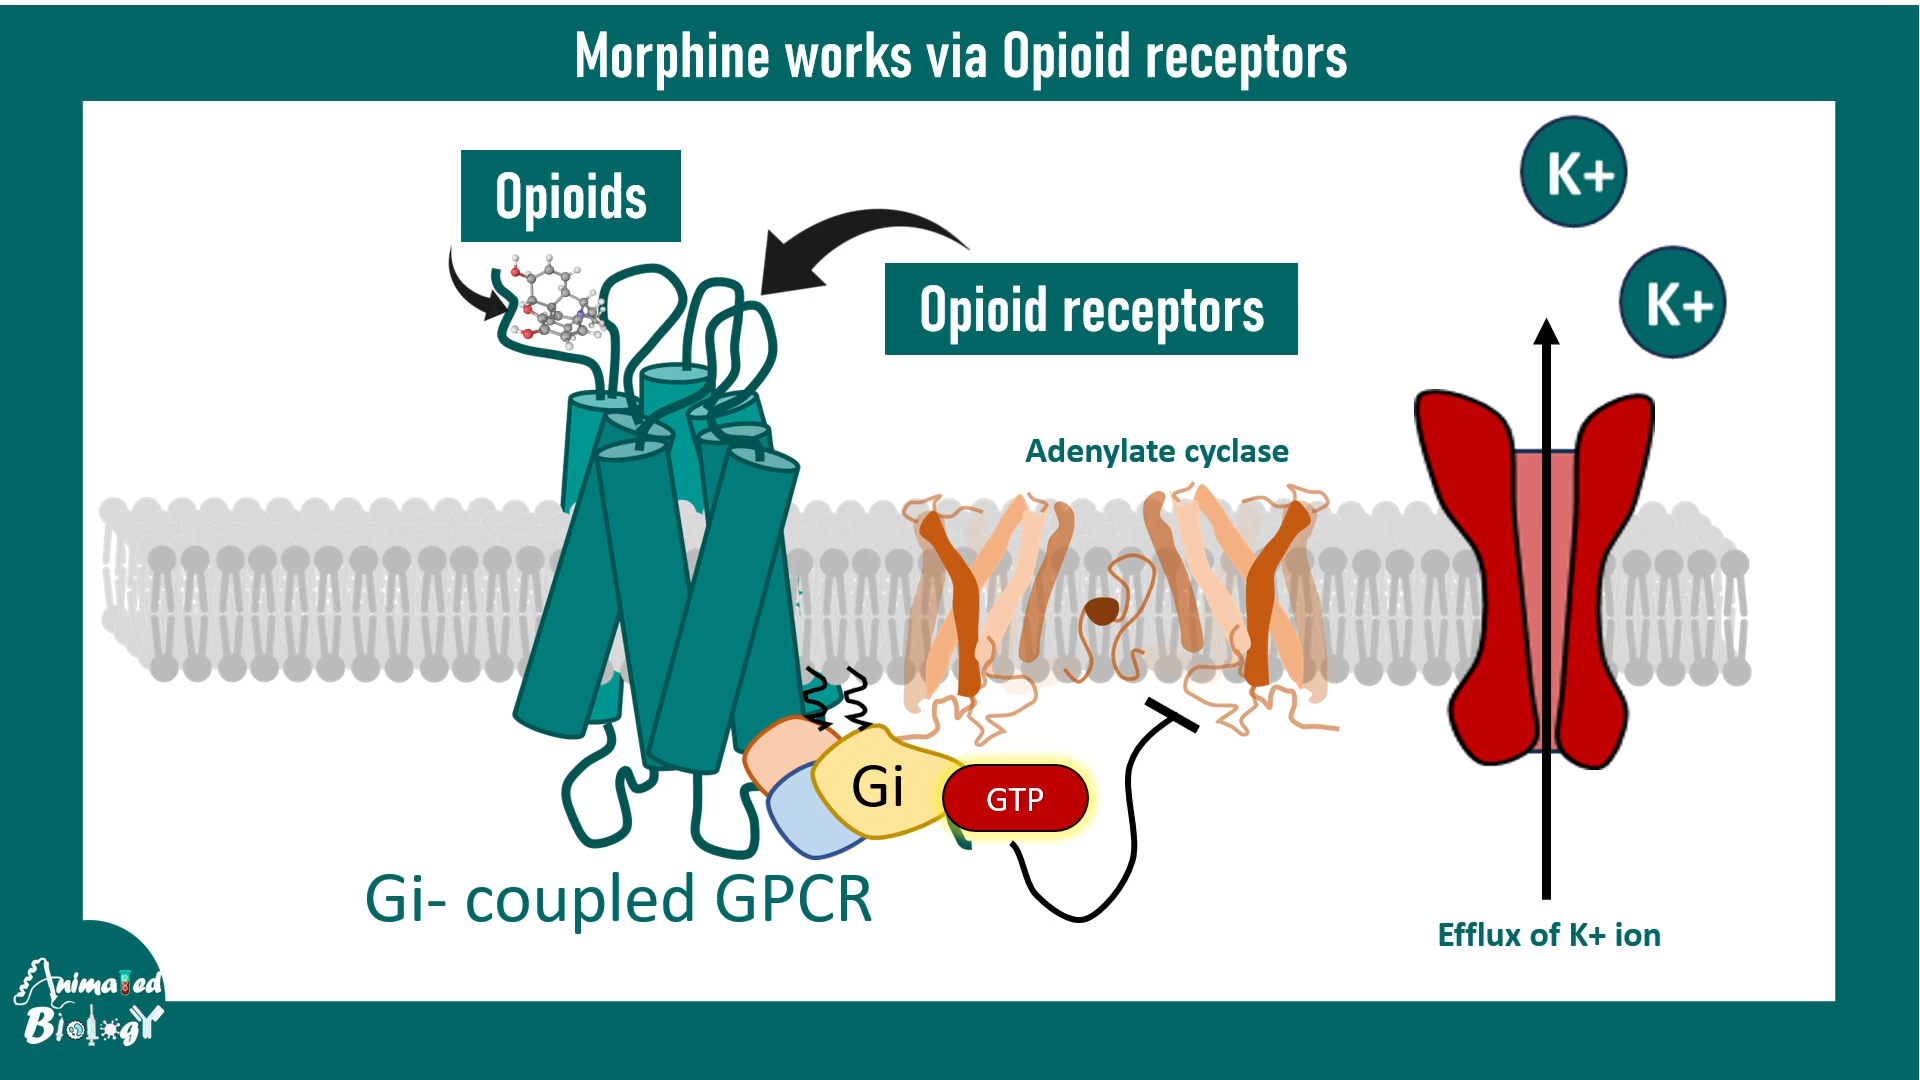 Morphine works via Opioid receptors
Opioids
Opioid receptors
K+
K+
Adenylate cyclase
Gi
GTP
Gi- coupled GPCR
Efflux of K+ ion
Animated
Biology